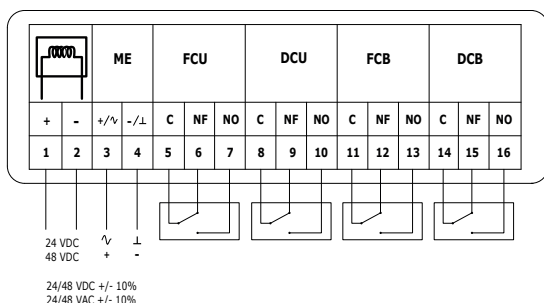 ME FCU DCU FCB DCB
+ - +/∿ -/⊥ C NF NO C NF NO C NF NO C NF NO
1 2 3 4 5 6 7 8 9 10 11 12 13 14 15 16
24 VDC ∿ ⊥
48 VDC + -
24/48 VDC +/- 10%
24/48 VAC +/- 10%